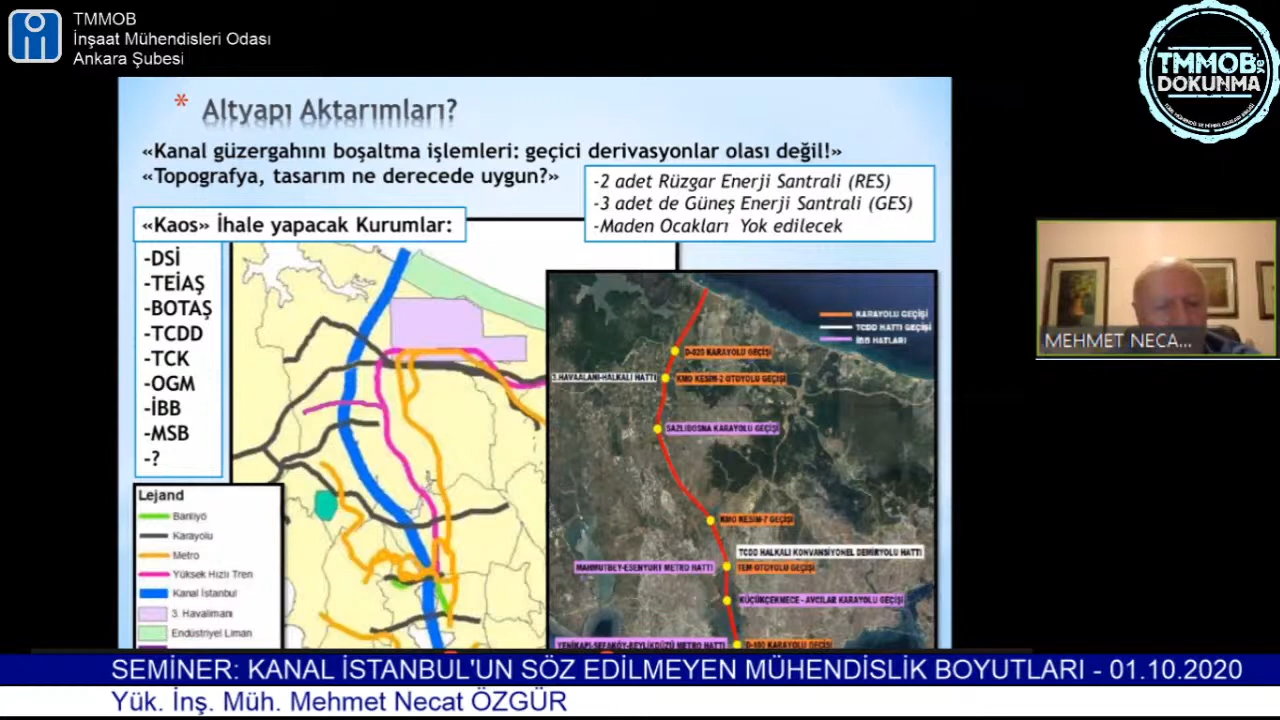 TMMOB
İnşaat Mühendisleri Odası
Ankara Şubesi
TMMOB
DOKUNMA
* Altyapı Aktarımları?
«Kanal güzergahını boşaltma işlemleri: geçici derivasyonlar olası değil!»
«Topografya, tasarım ne derecede uygun?»
-2 adet Rüzgar Enerji Santrali (RES)
-3 adet de Güneş Enerji Santrali (GES)
-Maden Ocakları Yok edilecek
«Kaos» İhale yapacak Kurumlar:
-DSİ
-TEİAŞ
-BOTAŞ
-TCDD
-TCK
-OGM
-İBB
-MSB
-?
Lejand
Banliyö
Karayolu
Metro
Yüksek Hızlı Tren
Kanal İstanbul
3. Havalimanı
Endüstriyel Liman
KARAYOLU GEÇİŞİ
TCDD HATTI GEÇİŞİ
İBB HATLARI
D-020 KARAYOLU GEÇİŞİ
3.HAVAALANI-HALKALI HATTI
KMO KESİM-2 OTOYOLU GEÇİŞİ
SAZLIBOSNA KARAYOLU GEÇİŞİ
KMO KESİM-7 GEÇİŞİ
TCDD HALKALI KONVANSİYONEL DEMİRYOLU HATTI
MAHMUTBEY-ESENYURT METRO HATTI
TEM OTOYOLU GEÇİŞİ
KÜÇÜKÇEKMECE - AVCILAR KARAYOLU GEÇİŞİ
YENİKAPI-SEFAKÖY-BEYLİKDÜZÜ METRO HATTI
D-100 KARAYOLU GEÇİŞİ
MEHMET NECA...
SEMİNER: KANAL İSTANBUL'UN SÖZ EDİLMEYEN MÜHENDİSLİK BOYUTLARI - 01.10.2020
Yük. İnş. Müh. Mehmet Necat ÖZGÜR